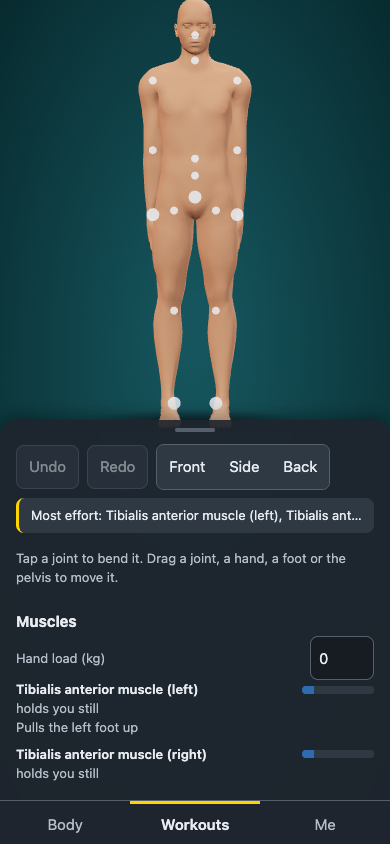 Undo
Redo
Front
Side
Back
Most effort: Tibialis anterior muscle (left), Tibialis ant...
Tap a joint to bend it. Drag a joint, a hand, a foot or the
pelvis to move it.
Muscles
Hand load (kg)
0
Tibialis anterior muscle (left)
holds you still
Pulls the left foot up
Tibialis anterior muscle (right)
holds you still
Body
Workouts
Me